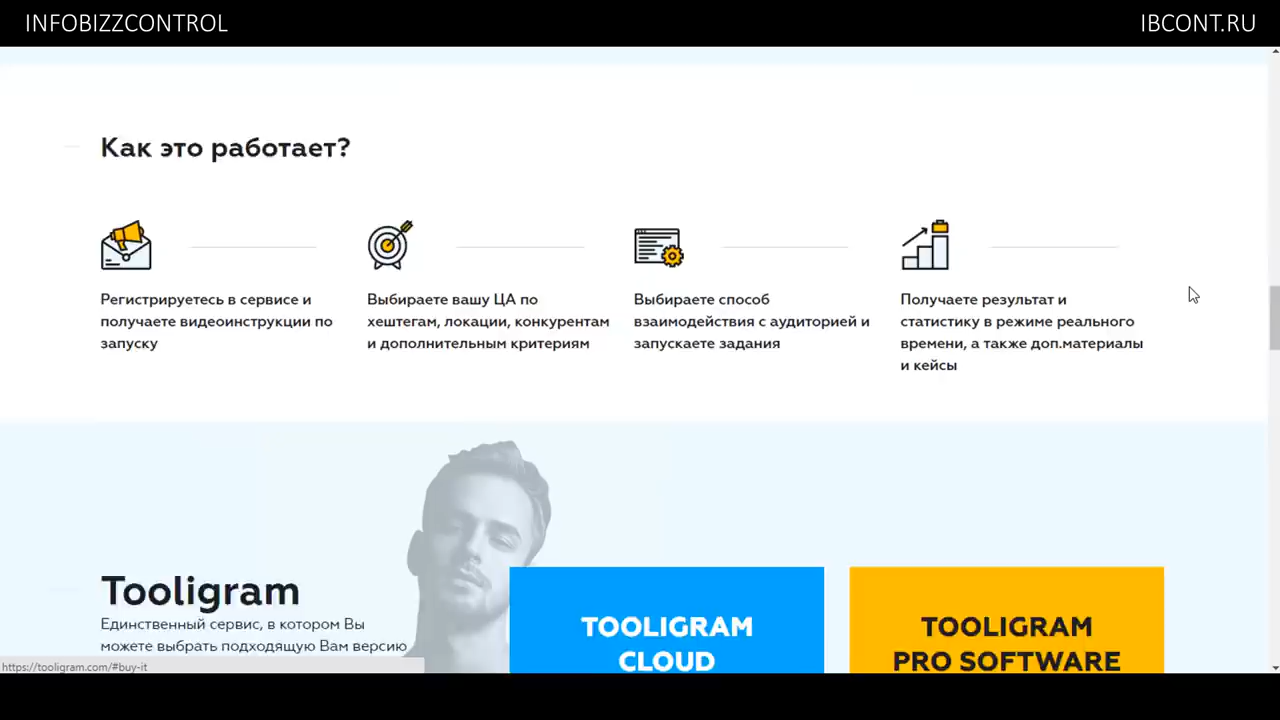 INFOBIZZCONTROL
IBCONT.RU
Как это работает?
Регистрируетесь в сервисе и
получаете видеоинструкции по
запуску
Выбираете вашу ЦА по
хештегам, локации, конкурентам
и дополнительным критериям
Выбираете способ
взаимодействия с аудиторией и
запускаете задания
Получаете результат и
статистику в режиме реального
времени, а также доп.материалы
и кейсы
Tooligram
Единственный сервис, в котором Вы
можете выбрать подходящую Вам версию
TOOLIGRAM
CLOUD
TOOLIGRAM
PRO SOFTWARE
https://tooligram.com/#buy-it